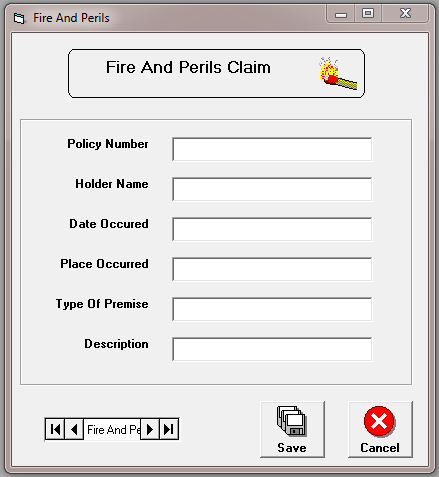 Fire And Perils
Fire And Perils Claim
Policy Number
Holder Name
Date Occured
Place Occurred
Type Of Premise
Description
Fire And Pe
Save
Cancel